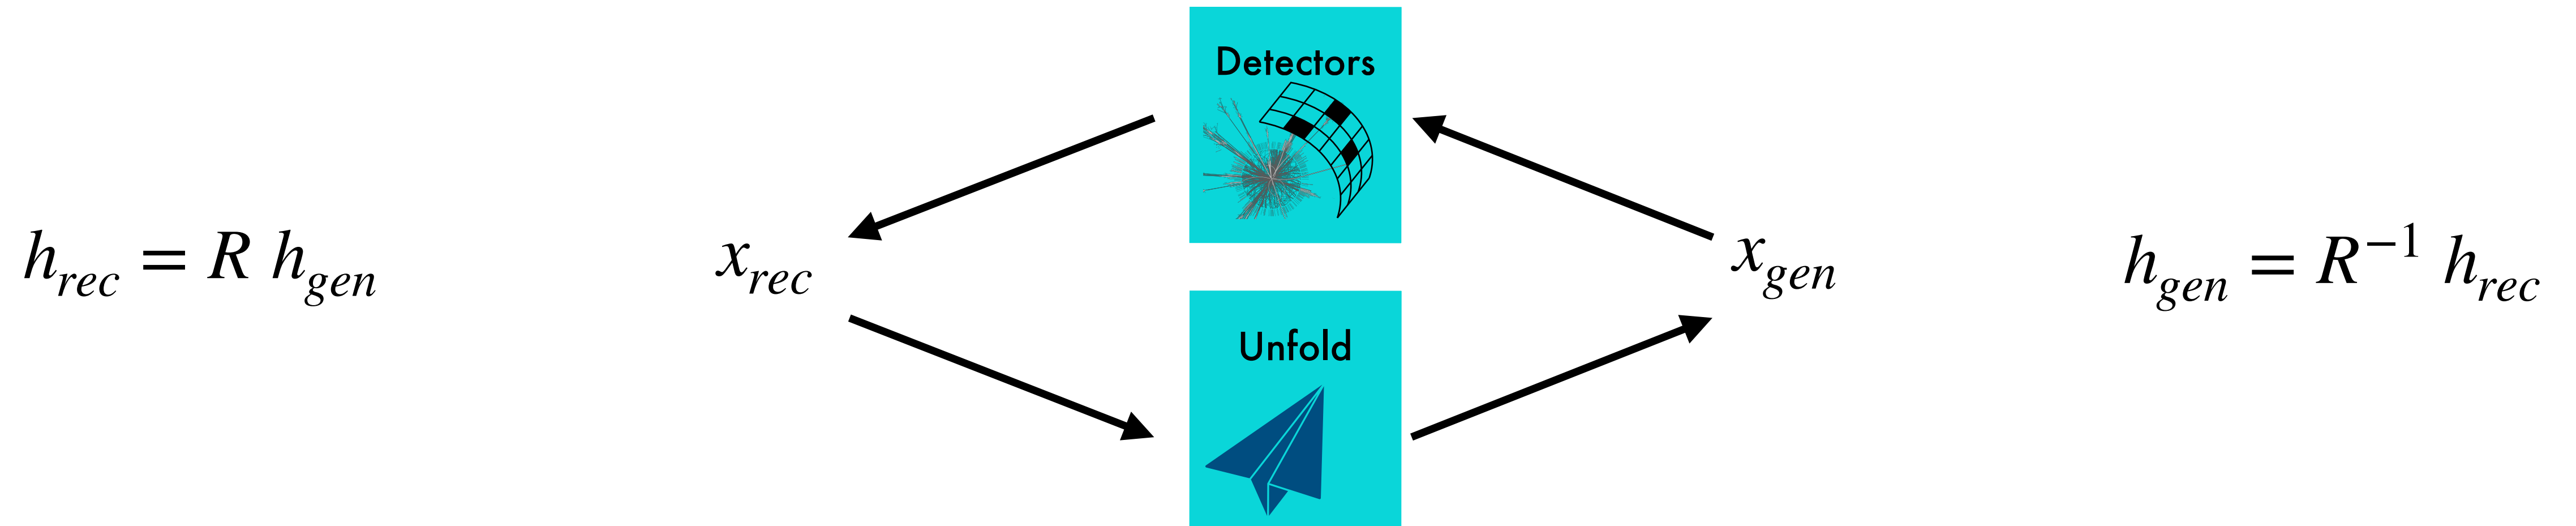 Detectors
h_rec = R h_gen
x_rec
x_gen
h_gen = R^{-1} h_rec
Unfold